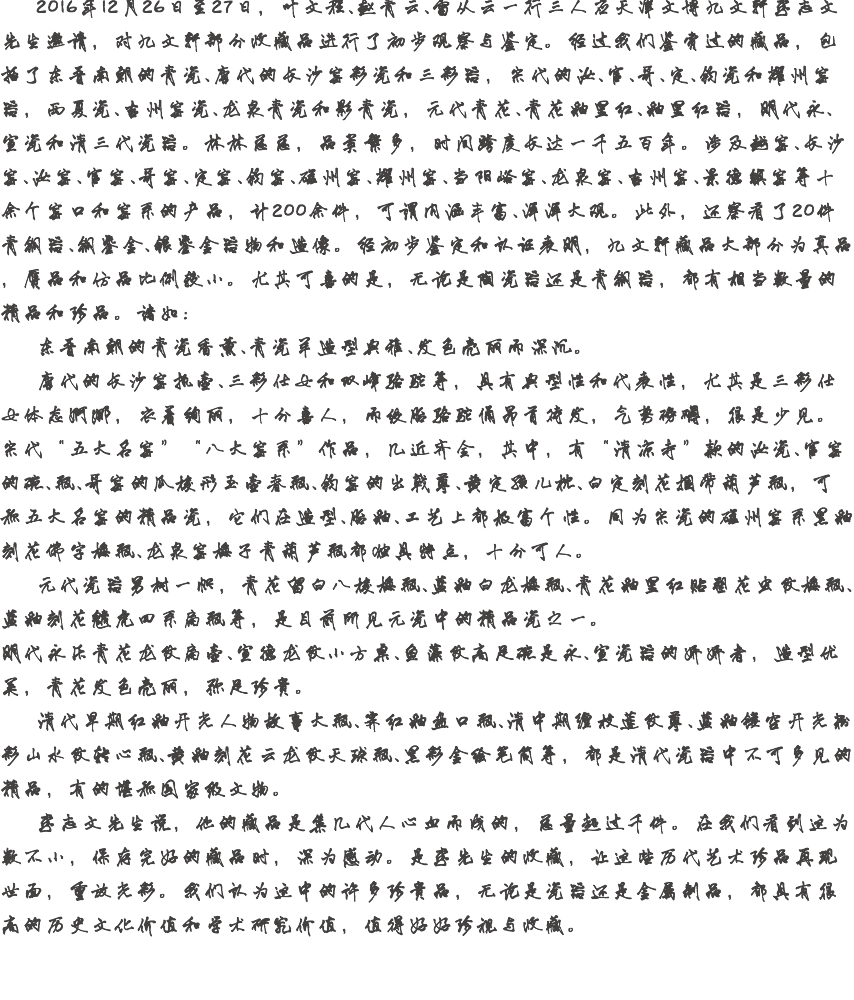 2016年12月26日至27日，叶文程、赵青云、雷从云一行三人应天津文博九文轩李志文
先生邀请，对九文轩部分收藏品进行了初步观察与鉴定。经过我们鉴赏过的藏品，包
括了东晋南朝的青瓷、唐代的长沙窑彩瓷和三彩器，宋代的汝、官、哥、定、钧瓷和耀州窑
器，西夏瓷、吉州窑瓷、龙泉青瓷和影青瓷，元代青花、青花釉里红、釉里红器，明代永、
宣瓷和清三代瓷器。林林总总，品类繁多，时间跨度长达一千五百年。涉及越窑、长沙
窑、汝窑、官窑、哥窑、定窑、钧窑、磁州窑、耀州窑、当阳峪窑、龙泉窑、吉州窑、景德镇窑等十
余个窑口和窑系的产品，计200余件，可谓内涵丰富、洋洋大观。此外，还察看了20件
青铜器、铜鎏金、银鎏金器物和造像。经初步鉴定和认证表明，九文轩藏品大部分为真品
，赝品和仿品比例较小。尤其可喜的是，无论是陶瓷器还是青铜器，都有相当数量的
精品和珍品。诸如：
东晋南朝的青瓷香熏、青瓷羊造型典雅、发色亮丽而深沉。
唐代的长沙窑执壶、三彩仕女和双峰骆驼等，具有典型性和代表性，尤其是三彩仕
女体态婀娜，衣着绚丽，十分喜人，而绞胎骆驼俑昂首待发，气势磅礴，很是少见。
宋代“五大名窑”“八大窑系”作品，几近齐全，其中，有“清凉寺”款的汝瓷、官窑
的碗、瓶、哥窑的瓜棱形玉壶春瓶、钧窑的出戟尊、黄定孩儿枕、白定刻花捆带葫芦瓶，可
称五大名窑的精品瓷，它们在造型、胎釉、工艺上都极富个性。同为宋瓷的磁州窑系黑釉
刻花佛字梅瓶、龙泉窑梅子青葫芦瓶都独具特点，十分可人。
元代瓷器另树一帜，青花留白八棱梅瓶、蓝釉白龙梅瓶、青花釉里红贴塑花虫纹梅瓶、
蓝釉刻花螭虎四系扁瓶等，是目前所见元瓷中的精品瓷之一。
明代永乐青花龙纹扁壶、宣德龙纹小方罍、鱼藻纹高足碗是永、宣瓷器的娇娇者，造型优
美，青花发色亮丽，弥足珍贵。
清代早期红釉开光人物故事大瓶、霁红釉盘口瓶、清中期缠枝莲纹尊、蓝釉镂空开光粉
彩山水纹转心瓶、黄釉刻花云龙纹天球瓶、黑彩金绘笔筒等，都是清代瓷器中不可多见的
精品，有的堪称国家级文物。
李志文先生说，他的藏品是集几代人心血而成的，总量超过千件。在我们看到这为
数不小，保存完好的藏品时，深为感动。是李先生的收藏，让这些历代艺术珍品再现
世面，重放光彩。我们认为这中的许多珍贵品，无论是瓷器还是金属制品，都具有很
高的历史文化价值和学术研究价值，值得好好珍视与收藏。